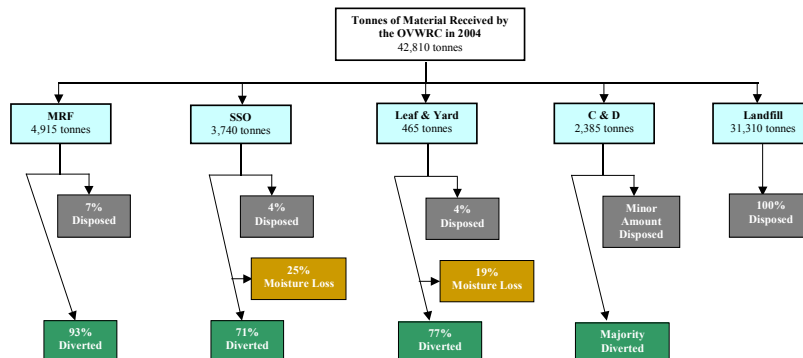 Tonnes of Material Received by
the OVWRC in 2004
42,810 tonnes
MRF
4,915 tonnes
SSO
3,740 tonnes
Leaf & Yard
465 tonnes
C & D
2,385 tonnes
Landfill
31,310 tonnes
7%
Disposed
4%
Disposed
4%
Disposed
Minor
Amount
Disposed
100%
Disposed
25%
Moisture Loss
19%
Moisture Loss
93%
Diverted
71%
Diverted
77%
Diverted
Majority
Diverted